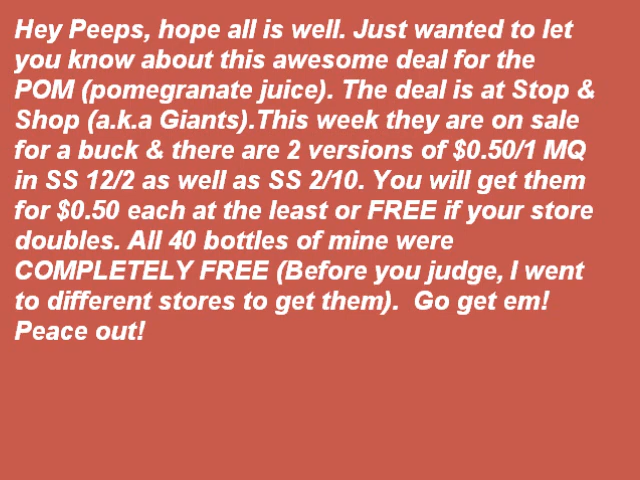 Hey Peeps, hope all is well. Just wanted to let
you know about this awesome deal for the
POM (pomegranate juice). The deal is at Stop &
Shop (a.k.a Giants).This week they are on sale
for a buck & there are 2 versions of $0.50/1 MQ
in SS 12/2 as well as SS 2/10. You will get them
for $0.50 each at the least or FREE if your store
doubles. All 40 bottles of mine were
COMPLETELY FREE (Before you judge, I went
to different stores to get them).  Go get em!
Peace out!